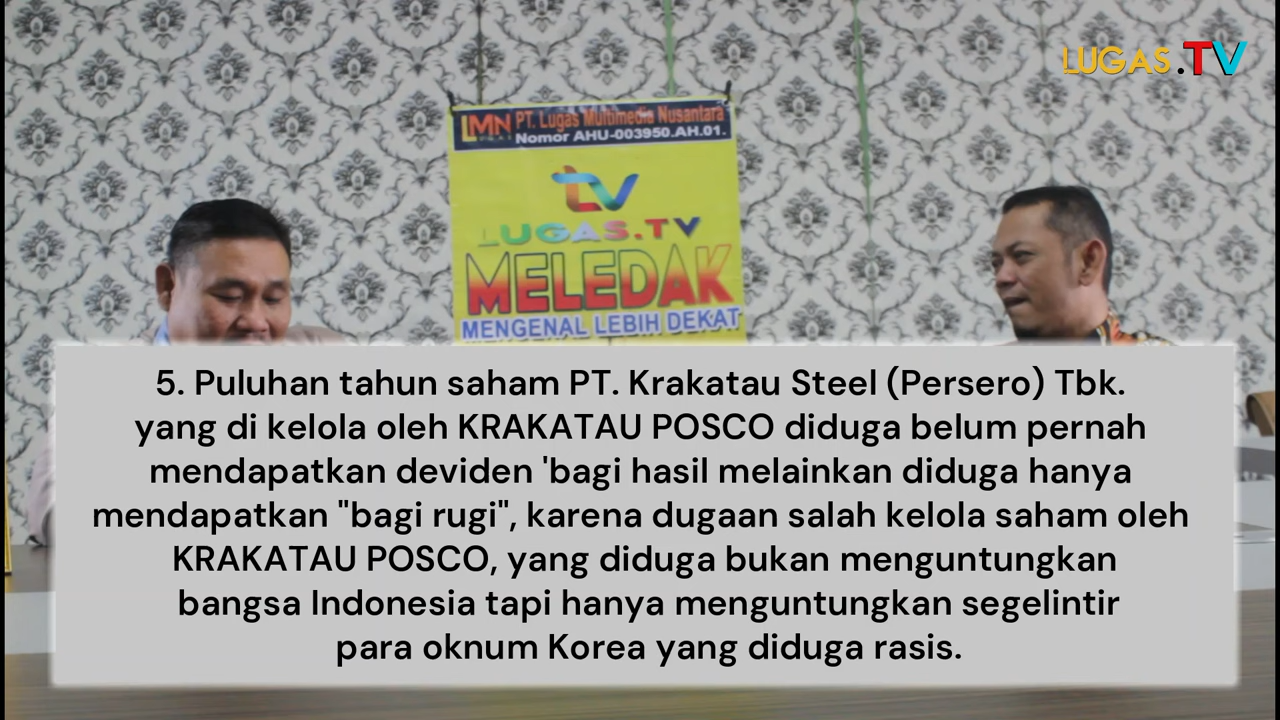 LUGAS.TV
LMN PT. Lugas Multimedia Nusantara
Nomor AHU-003950.AH.01.
tv
LUGAS.TV
MELEDAK
MENGENAL LEBIH DEKAT
5. Puluhan tahun saham PT. Krakatau Steel (Persero) Tbk.
yang di kelola oleh KRAKATAU POSCO diduga belum pernah
mendapatkan deviden 'bagi hasil melainkan diduga hanya
mendapatkan "bagi rugi", karena dugaan salah kelola saham oleh
KRAKATAU POSCO, yang diduga bukan menguntungkan
bangsa Indonesia tapi hanya menguntungkan segelintir
para oknum Korea yang diduga rasis.